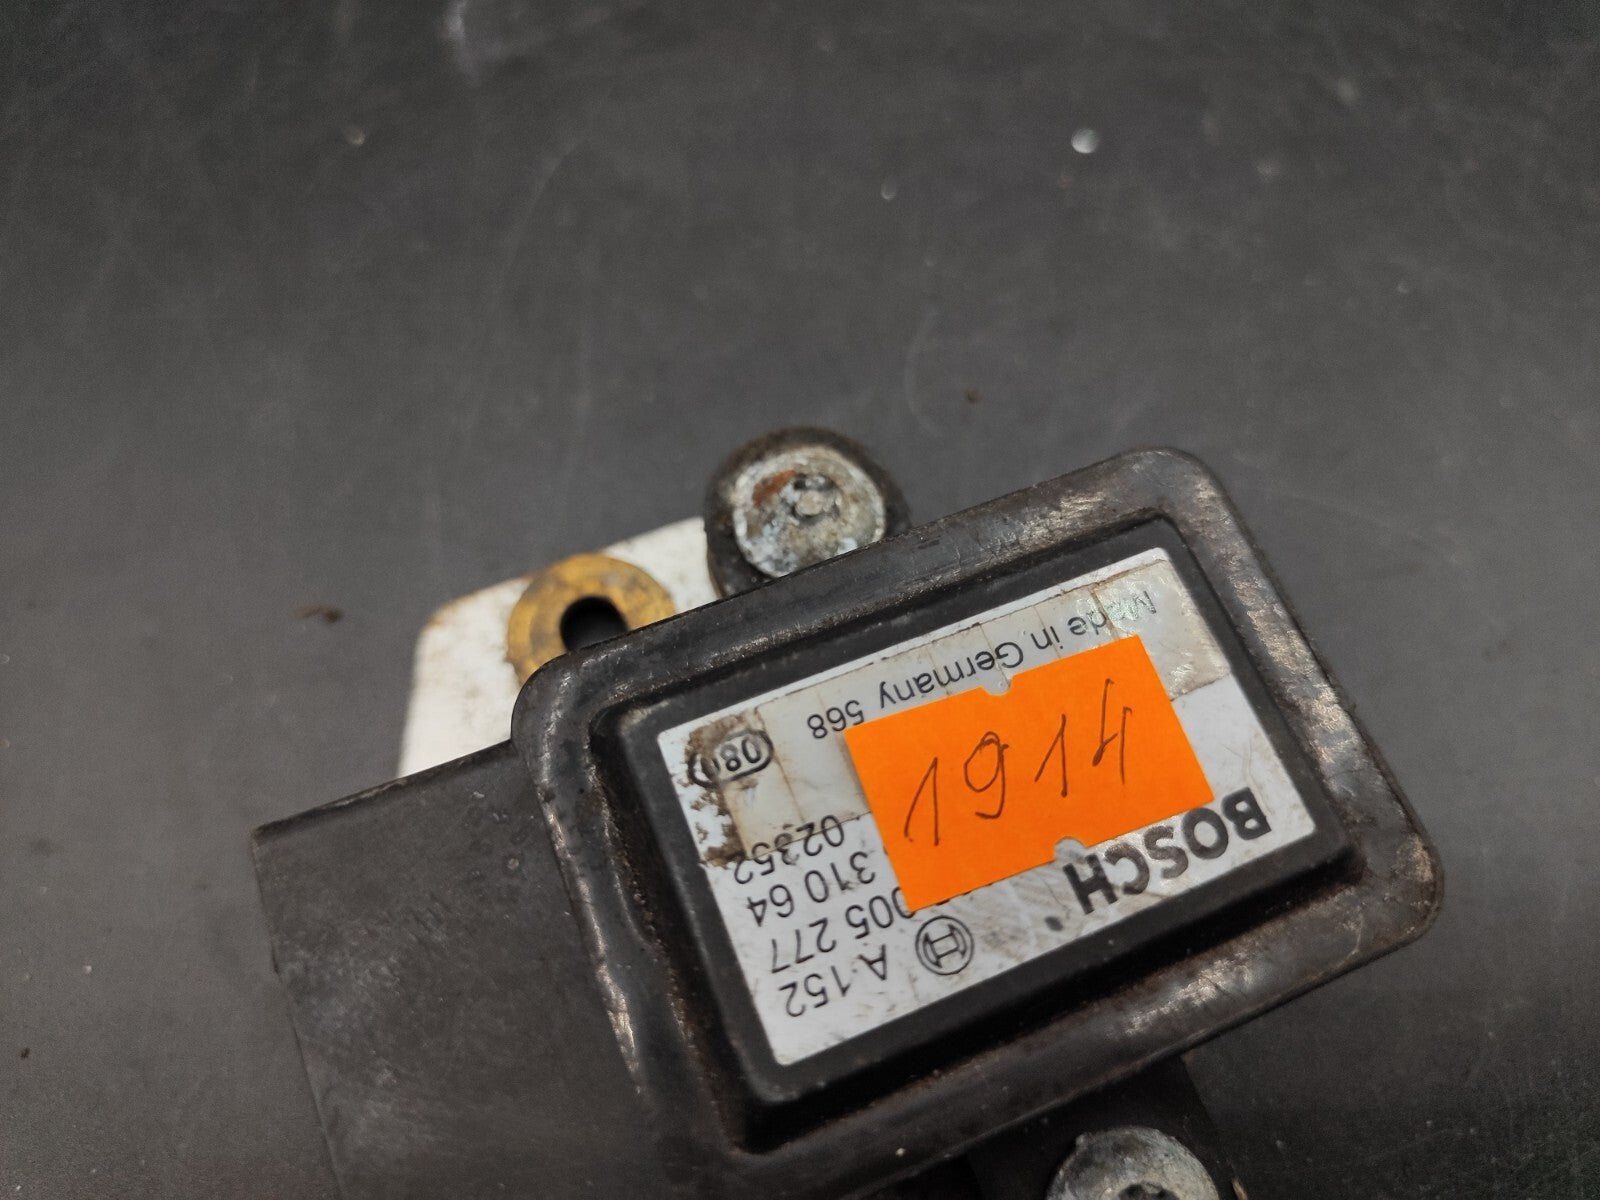 BOSCH
A 152
005 277
310 64
02352
Made in Germany 568
080
1914